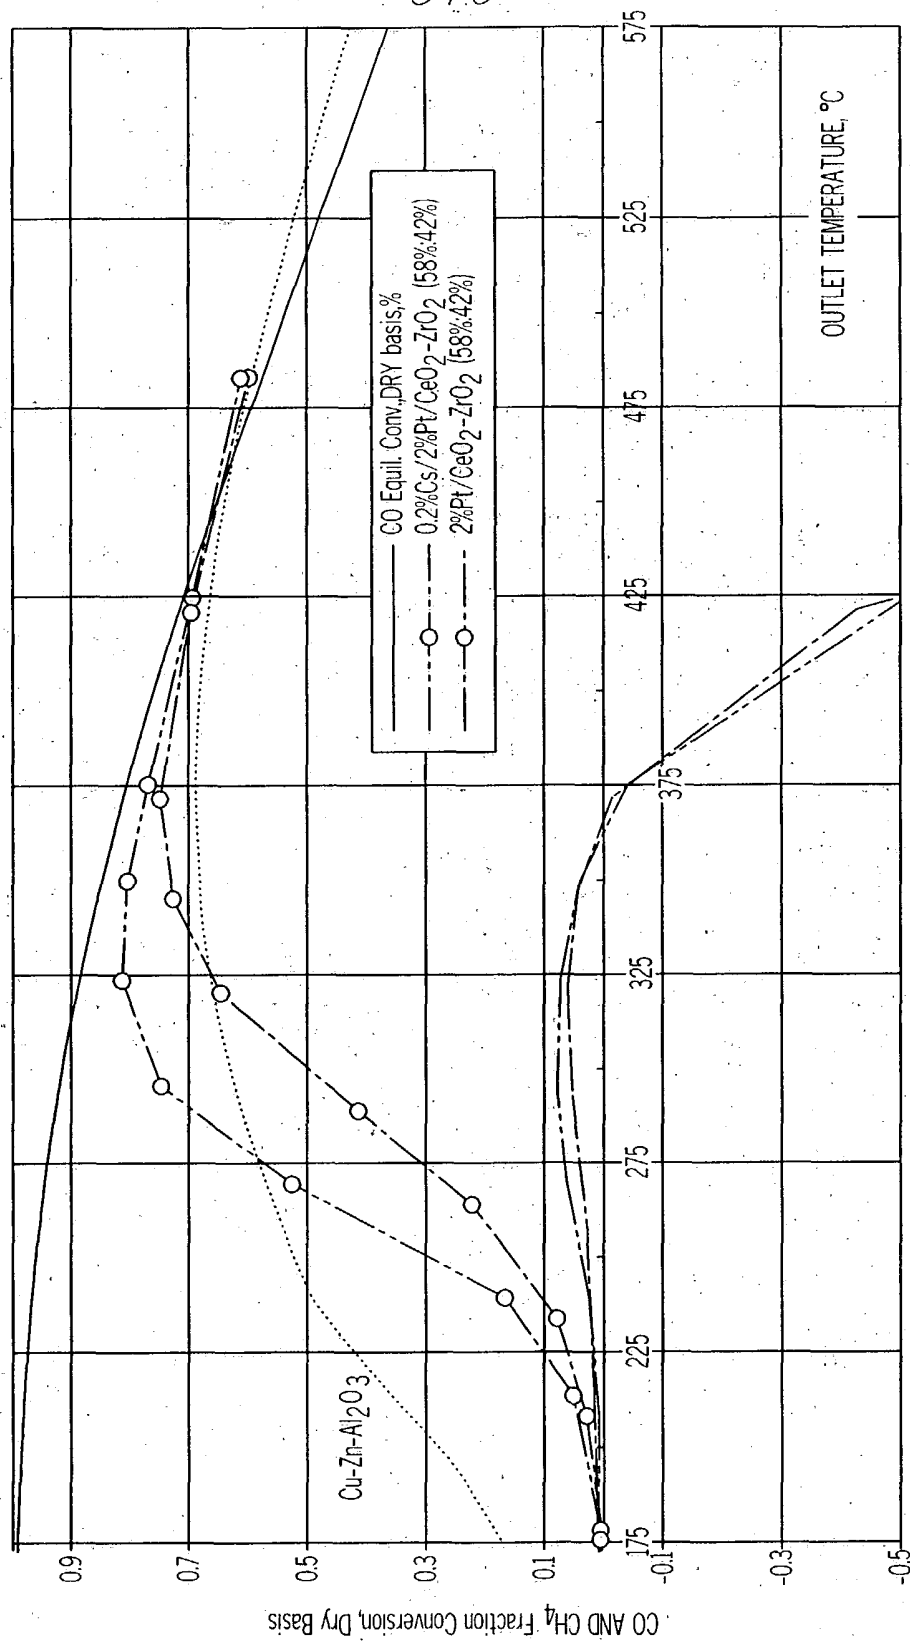 CO AND CH4 Fraction Conversion, Dry Basis
0.9
0.7
0.5
0.3
0.1
-0.1
-0.3
-0.5
175
225
275
325
375
425
475
525
575
OUTLET TEMPERATURE, °C
Cu-Zn-Al2O3
CO Equil. Conv.,DRY basis,%
0.2%Cs/2%Pt/CeO2-ZrO2 (58%:42%)
2%Pt/CeO2-ZrO2 (58%:42%)